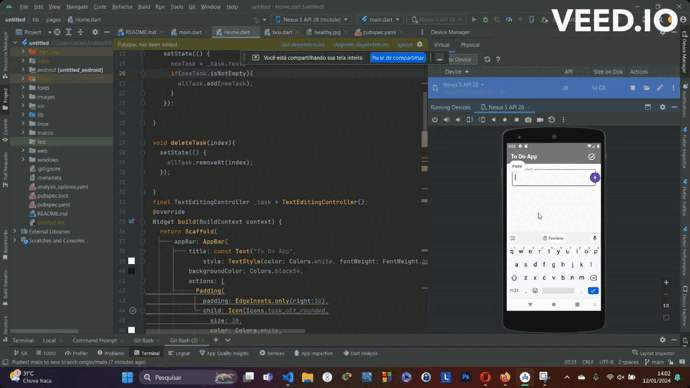 File Edit View Navigate Code Refactor Build Run Tools Git Window Help
VEED.IO
untitled
pages
Home.dart
Nexus 5 API 28 (mobile)
main.dart
Nexus 5 API 28
Project
README.md
main.dart
Home.dart
box.dart
healthy.jpg
pubspec.yaml
Device Manager
Pubspec has been edited
Get dependencies
Upgrade dependencies
Ignore
Virtual
Physical
Você está compartilhando sua tela inteira.
Parar de compartilhar
Device
API
Size on Disk
Actions
Nexus 5 API 28
Running Devices:
Nexus 5 API 28
untitled
android [untitled_android]
fonts
images
ios
lib
linux
macos
test
web
windows
.gitignore
.metadata
analysis_options.yaml
pubspec.lock
pubspec.yaml
README.md
External Libraries
Scratches and Consoles
setState(() {
newTask = _task.text;
if(newTask.isNotEmpty){
allTask.add(newTask);
}
});
}
void deleteTask(index){
setState(() {
allTask.removeAt(index);
});
}
final TextEditingController _task = TextEditingController();
@override
Widget build(BuildContext context) {
return Scaffold(
appBar: AppBar(
title: const Text("To Do App",
style: TextStyle(color: Colors.white, fontWeight: FontWeight.
backgroundColor: Colors.black54,
actions: [
Padding(
padding: EdgeInsets.only(right:20),
child: Icon(Icons.task_alt_rounded,
size: 30,
color: Colors.white,
To Do App
q w e r t y u i o p
a s d f g h j k l
z x c v b n m
Terminal: Local
Command Prompt
Git Bash
Git Bash (2)
Git
TODO
Problems
Terminal
Logcat
App Quality Insights
Services
App Inspection
Dart Analysis
Layout Inspector
Pushed main to new branch origin/main (7 minutes ago)
20:21
CRLF
UTF-8
2 spaces
main
31°C
Chuva fraca
Pesquisar
14:02
12/01/2024